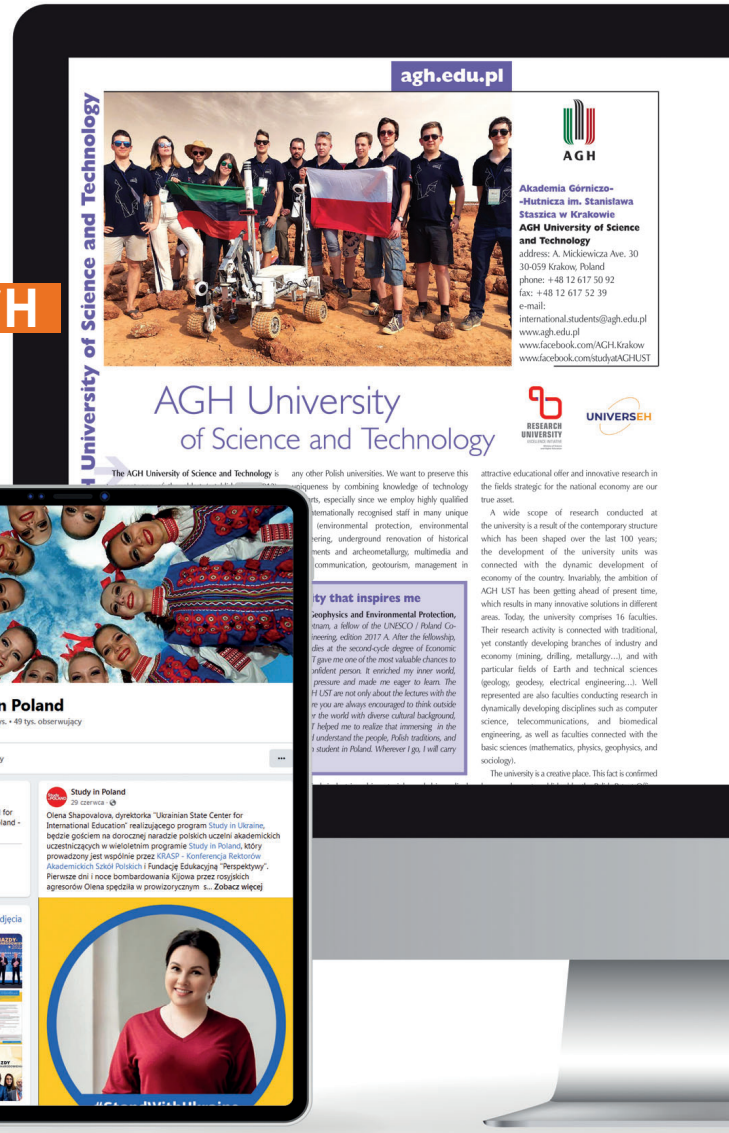 agh.edu.pl
University of Science and Technology
AGH
Akademia Górniczo-
-Hutnicza im. Stanisława
Staszica w Krakowie
AGH University of Science
and Technology
address: A. Mickiewicza Ave. 30
30-059 Krakow, Poland
phone: +48 12 617 50 92
fax: +48 12 617 52 39
e-mail:
international.students@agh.edu.pl
www.agh.edu.pl
www.facebook.com/AGH.Krakow
www.facebook.com/studyatAGHUST
H
AGH University
of Science and Technology
RESEARCH
UNIVERSITY
EXCELLENCE INITIATIVE
UNIVERSEH
The AGH University of Science and Technology is
any other Polish universities. We want to preserve this
uniqueness by combining knowledge of technology
especially since we employ highly qualified
internationally recognised staff in many unique
(environmental protection, environmental
underground renovation of historical
and archeometallurgy, multimedia and
communication, geotourism, management in
attractive educational offer and innovative research in
the fields strategic for the national economy are our
true asset.
A wide scope of research conducted at
the university is a result of the contemporary structure
which has been shaped over the last 100 years;
the development of the university units was
connected with the dynamic development of
economy of the country. Invariably, the ambition of
AGH UST has been getting ahead of present time,
which results in many innovative solutions in different
areas. Today, the university comprises 16 faculties.
Their research activity is connected with traditional,
yet constantly developing branches of industry and
economy (mining, drilling, metallurgy…), and with
particular fields of Earth and technical sciences
(geology, geodesy, electrical engineering…). Well
represented are also faculties conducting research in
dynamically developing disciplines such as computer
science, telecommunications, and biomedical
engineering, as well as faculties connected with the
basic sciences (mathematics, physics, geophysics, and
sociology).
The university is a creative place. This fact is confirmed
ity that inspires me
Geophysics and Environmental Protection,
a fellow of the UNESCO / Poland Co-
edition 2017 A. After the fellowship,
at the second-cycle degree of Economic
gave me one of the most valuable chances to
person. It enriched my inner world,
pressure and made me eager to learn. The
UST are not only about the lectures with the
you are always encouraged to think outside
the world with diverse cultural background,
helped me to realize that immersing in the
understand the people, Polish traditions, and
student in Poland. Wherever I go, I will carry
n Poland
• 49 tys. obserwujący
for
Study in Poland
29 czerwca
Olena Shapovalova, dyrektorka "Ukrainian State Center for
International Education" realizującego program Study in Ukraine,
będzie gościem na dorocznej naradzie polskich uczelni akademickich
uczestniczących w wieloletnim programie Study in Poland, który
prowadzony jest wspólnie przez KRASP - Konferencja Rektorów
Akademickich Szkół Polskich i Fundację Edukacyjną "Perspektywy".
Pierwsze dni i noce bombardowania Kijowa przez rosyjskich
agresorów Olena spędziła w prowizorycznym s... Zobacz więcej
djęcia
#StandWithUkraine